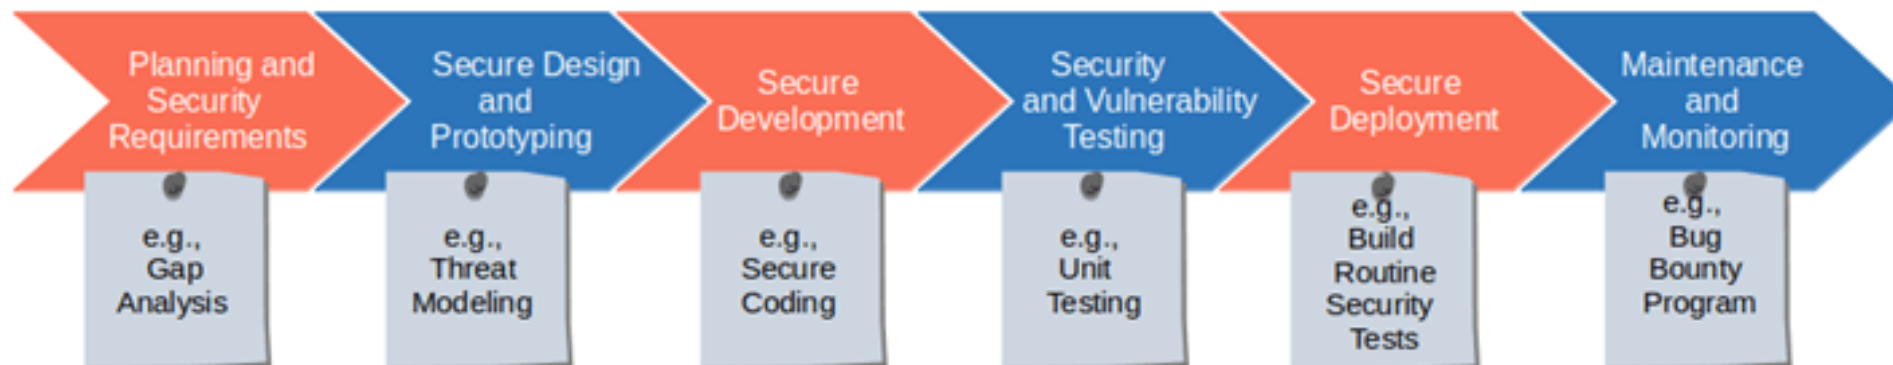 Planning and
Security
Requirements
Secure Design
and
Prototyping
Secure
Development
Security
and Vulnerability
Testing
Secure
Deployment
Maintenance
and
Monitoring
e.g.,
Gap
Analysis
e.g.,
Threat
Modeling
e.g.,
Secure
Coding
e.g.,
Unit
Testing
e.g.,
Build
Routine
Security
Tests
e.g.,
Bug
Bounty
Program